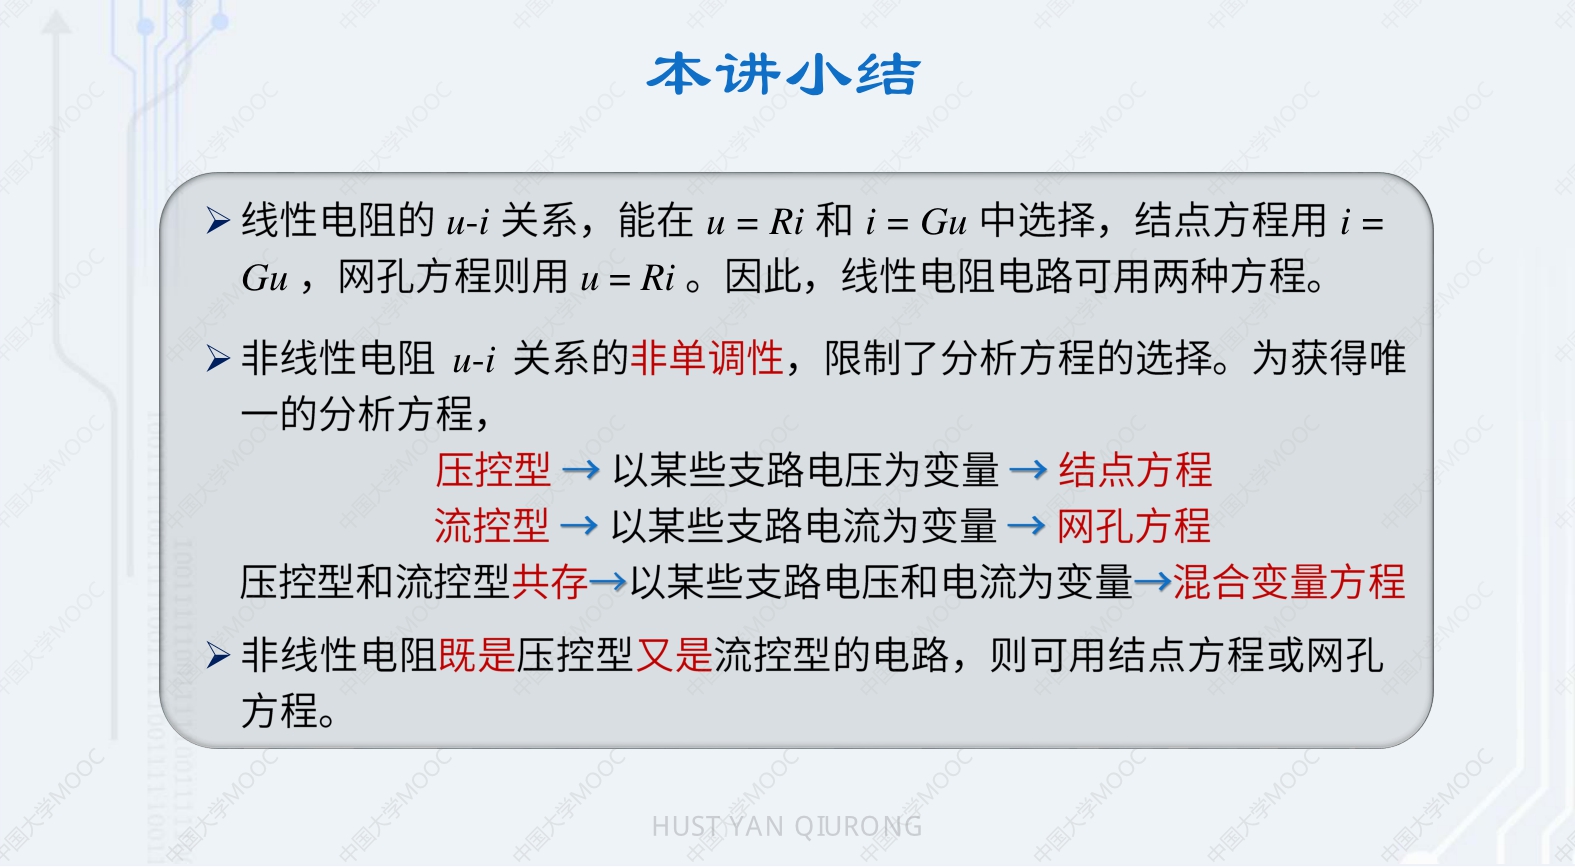 本讲小结
➢ 线性电阻的 u-i 关系，能在 u = Ri 和 i = Gu 中选择，结点方程用 i =
Gu ，网孔方程则用 u = Ri 。因此，线性电阻电路可用两种方程。
➢ 非线性电阻 u-i 关系的非单调性，限制了分析方程的选择。为获得唯
一的分析方程，
压控型 → 以某些支路电压为变量 → 结点方程
流控型 → 以某些支路电流为变量 → 网孔方程
压控型和流控型共存→以某些支路电压和电流为变量→混合变量方程
➢ 非线性电阻既是压控型又是流控型的电路，则可用结点方程或网孔
方程。
HUST YAN QIURONG
中国大学MOOC